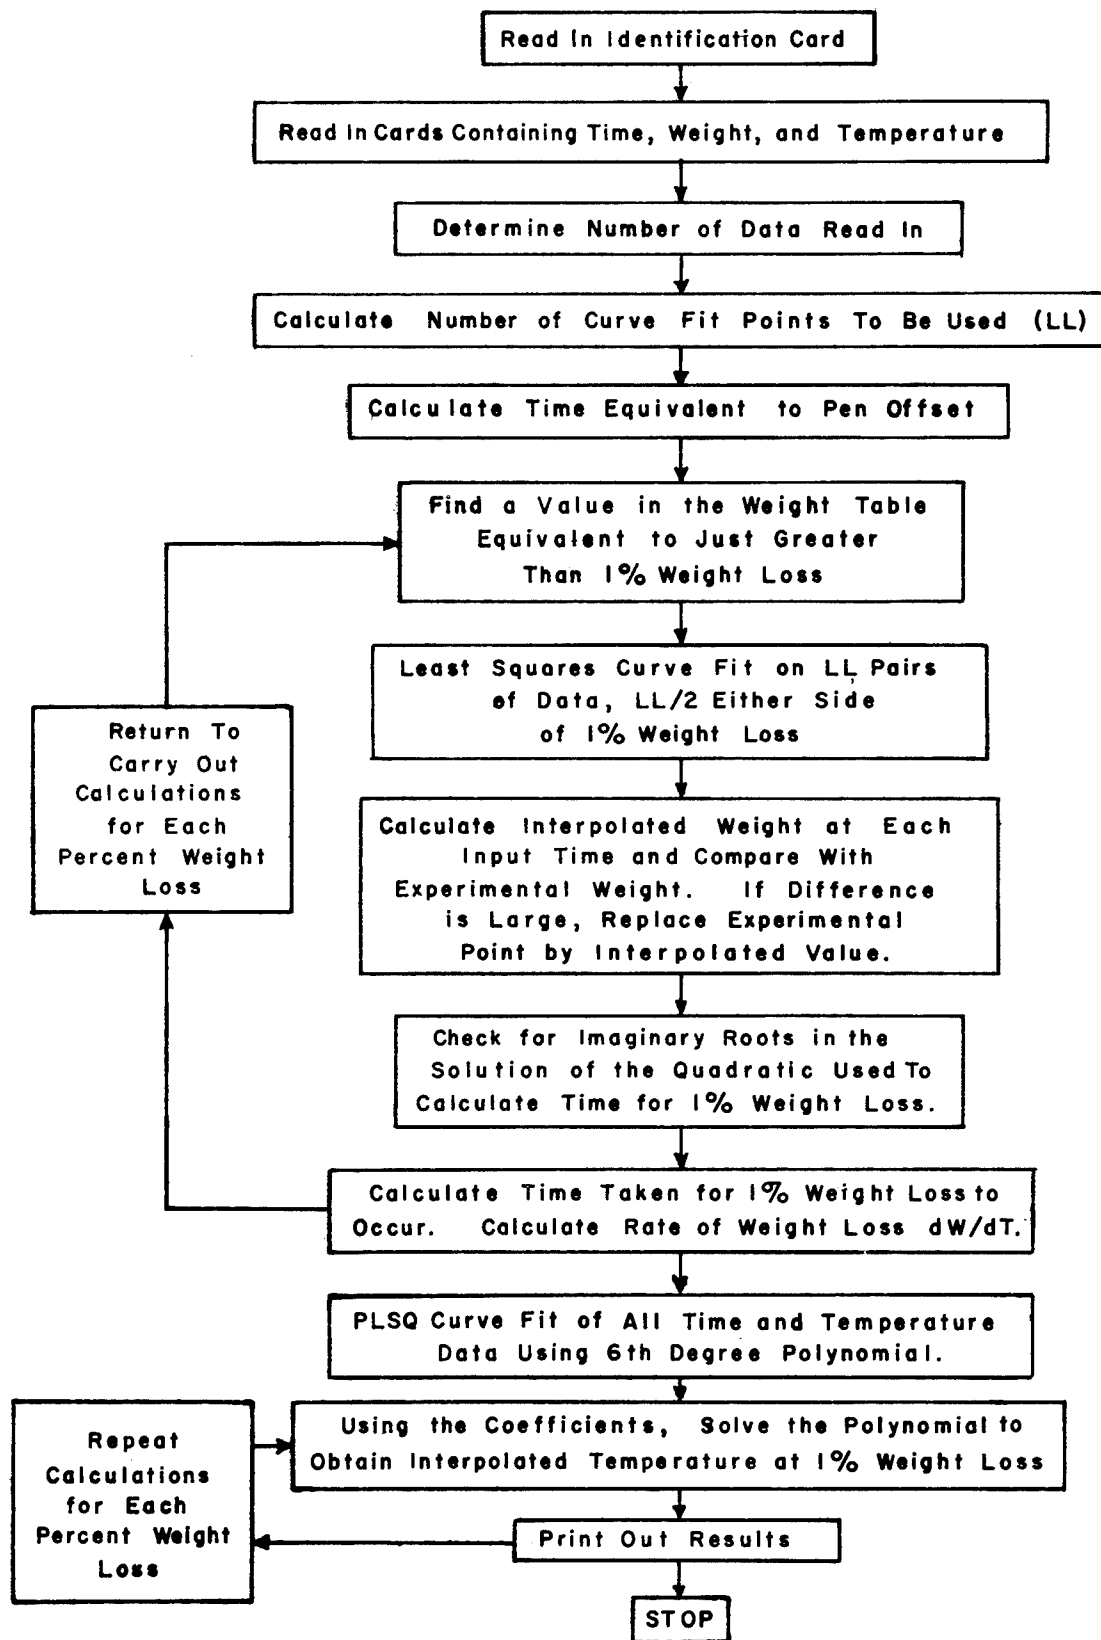 Read In Identification Card
Read In Cards Containing Time, Weight, and Temperature
Determine Number of Data Read In
Calculate Number of Curve Fit Points To Be Used (LL)
Calculate Time Equivalent to Pen Offset
Find a Value in the Weight Table
Equivalent to Just Greater
Than 1% Weight Loss
Least Squares Curve Fit on LL Pairs
of Data, LL/2 Either Side
of 1% Weight Loss
Return To
Carry Out
Calculations
for Each
Percent Weight
Loss
Calculate Interpolated Weight at Each
Input Time and Compare With
Experimental Weight. If Difference
is Large, Replace Experimental
Point by Interpolated Value.
Check for Imaginary Roots in the
Solution of the Quadratic Used To
Calculate Time for 1% Weight Loss.
Calculate Time Taken for 1% Weight Loss to
Occur. Calculate Rate of Weight Loss dW/dT.
PLSQ Curve Fit of All Time and Temperature
Data Using 6th Degree Polynomial.
Using the Coefficients, Solve the Polynomial to
Obtain Interpolated Temperature at 1% Weight Loss
Repeat
Calculations
for Each
Percent Weight
Loss
Print Out Results
STOP